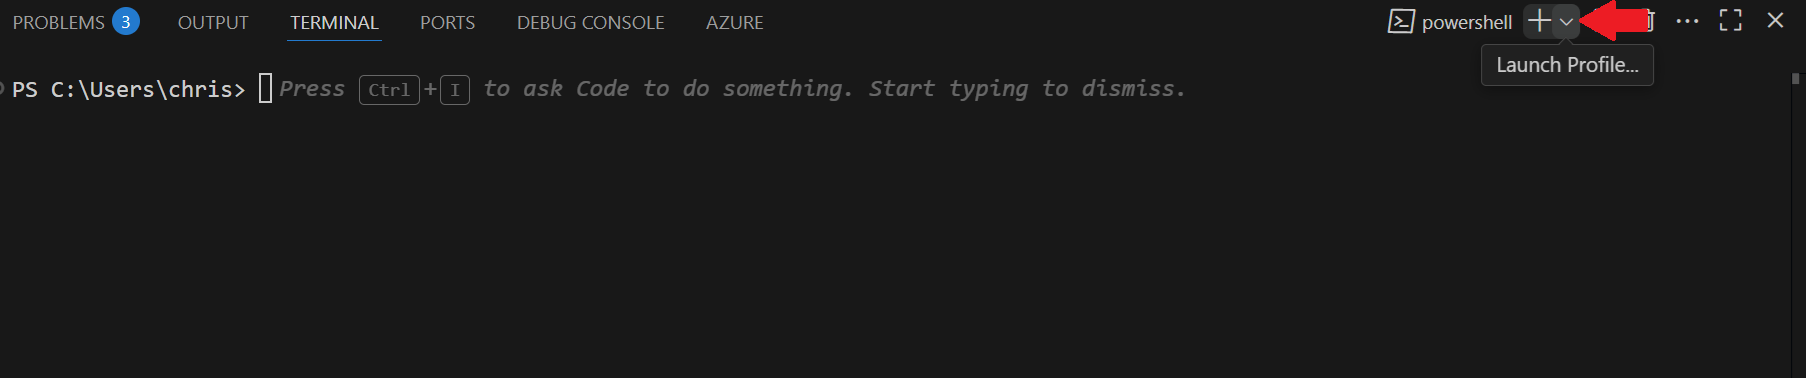 PROBLEMS 3 OUTPUT TERMINAL PORTS DEBUG CONSOLE AZURE powershell
Launch Profile...
PS C:\Users\chris> Press Ctrl+I to ask Code to do something. Start typing to dismiss.